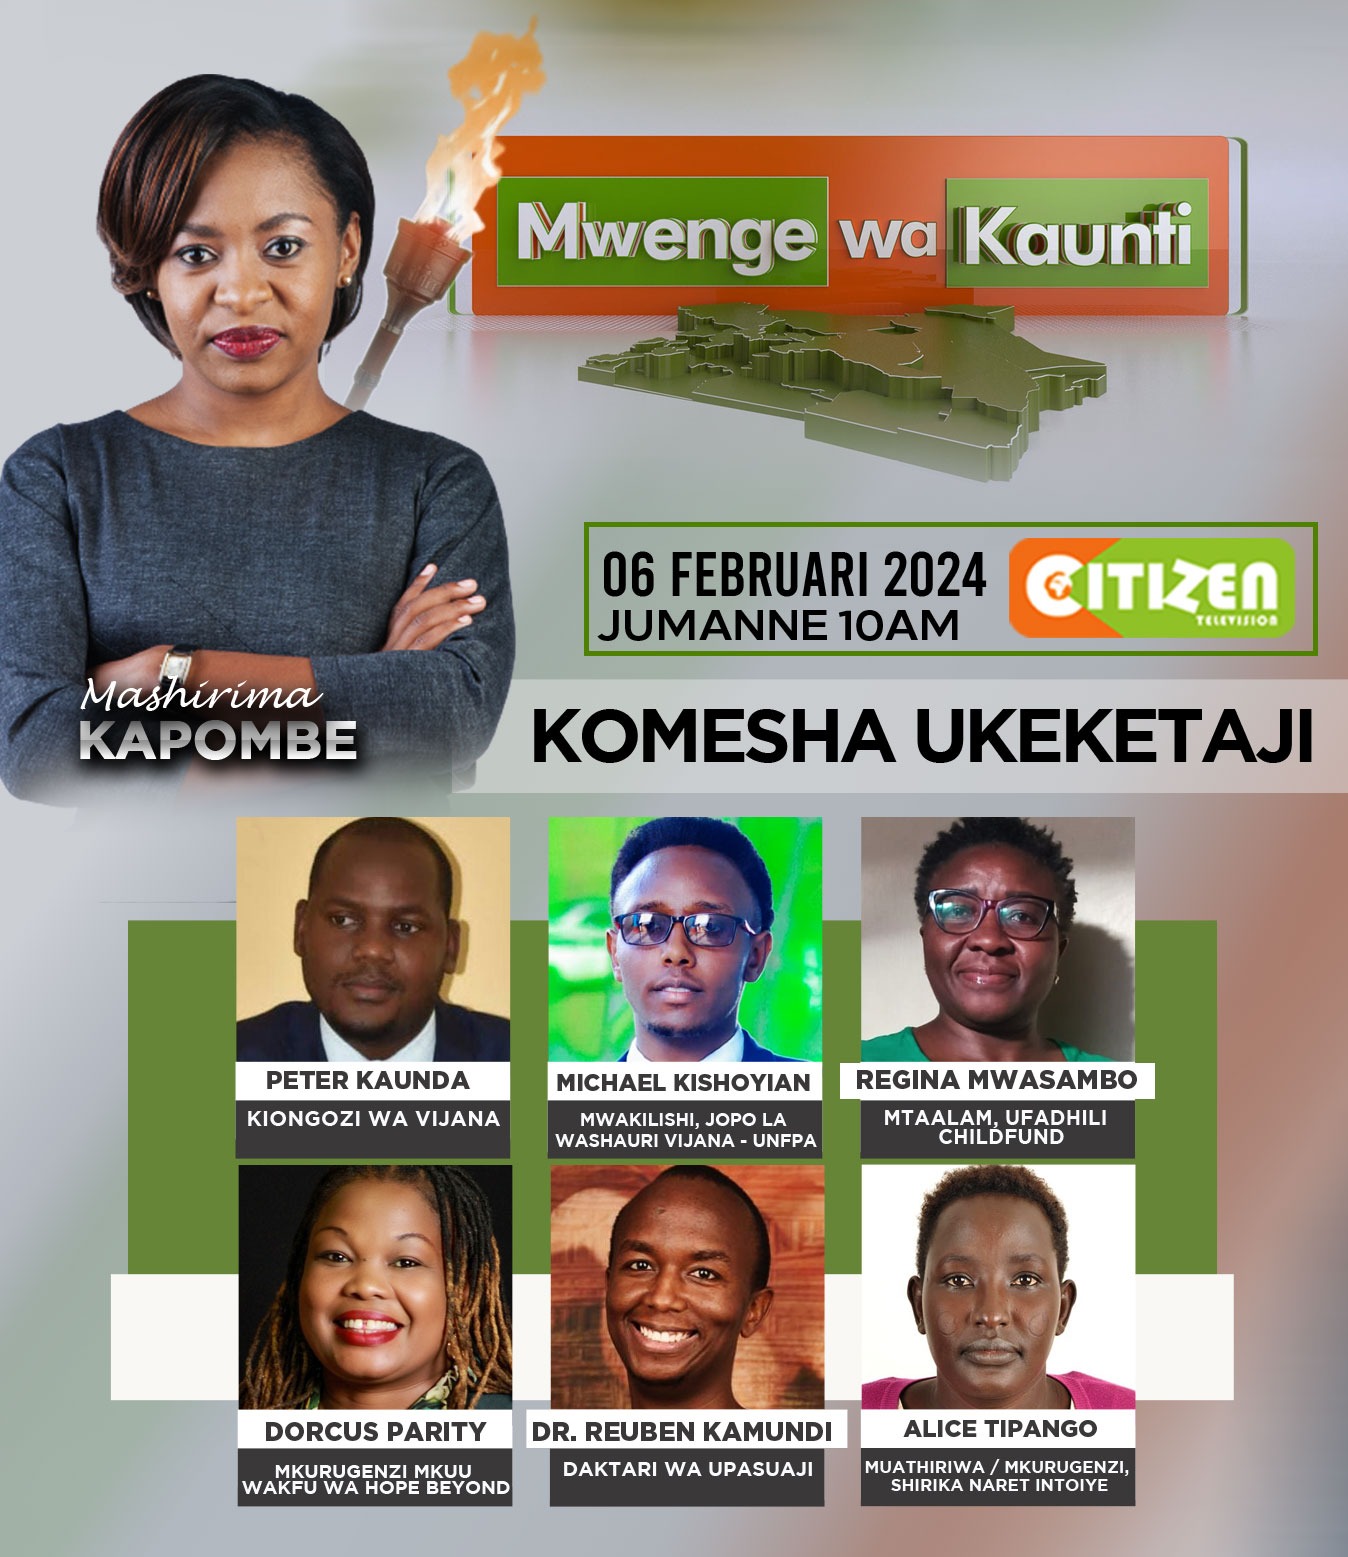 Mwenge wa Kaunti
06 FEBRUARI 2024
JUMANNE 10AM
CITIZEN
TELEVISION
Mashirima
KAPOMBE
KOMESHA UKEKETAJI
PETER KAUNDA
KIONGOZI WA VIJANA
MICHAEL KISHOYIAN
MWAKILISHI, JOPO LA
WASHAURI VIJANA - UNFPA
REGINA MWASAMBO
MTAALAM, UFADHILI
CHILDFUND
DORCUS PARITY
MKURUGENZI MKUU
WAKFU WA HOPE BEYOND
DR. REUBEN KAMUNDI
DAKTARI WA UPASUAJI
ALICE TIPANGO
MUATHIRIWA / MKURUGENZI,
SHIRIKA NARET INTOIYE